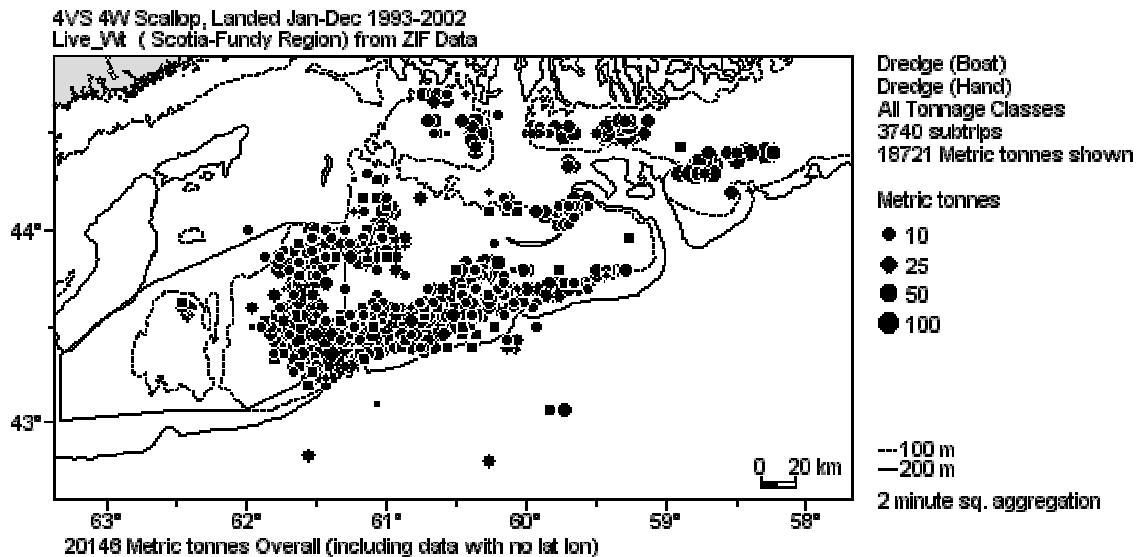 4VS 4W Scallop, Landed Jan-Dec 1993-2002
Live_Wt ( Scotia-Fundy Region) from ZIF Data
Dredge (Boat)
Dredge (Hand)
All Tonnage Classes
3740 subtrips
18721 Metric tonnes shown
Metric tonnes
10
25
50
100
44°
43°
0 20 km
---100 m
—200 m
2 minute sq. aggregation
63° 62° 61° 60° 59° 58°
20146 Metric tonnes Overall (including data with no lat lon)